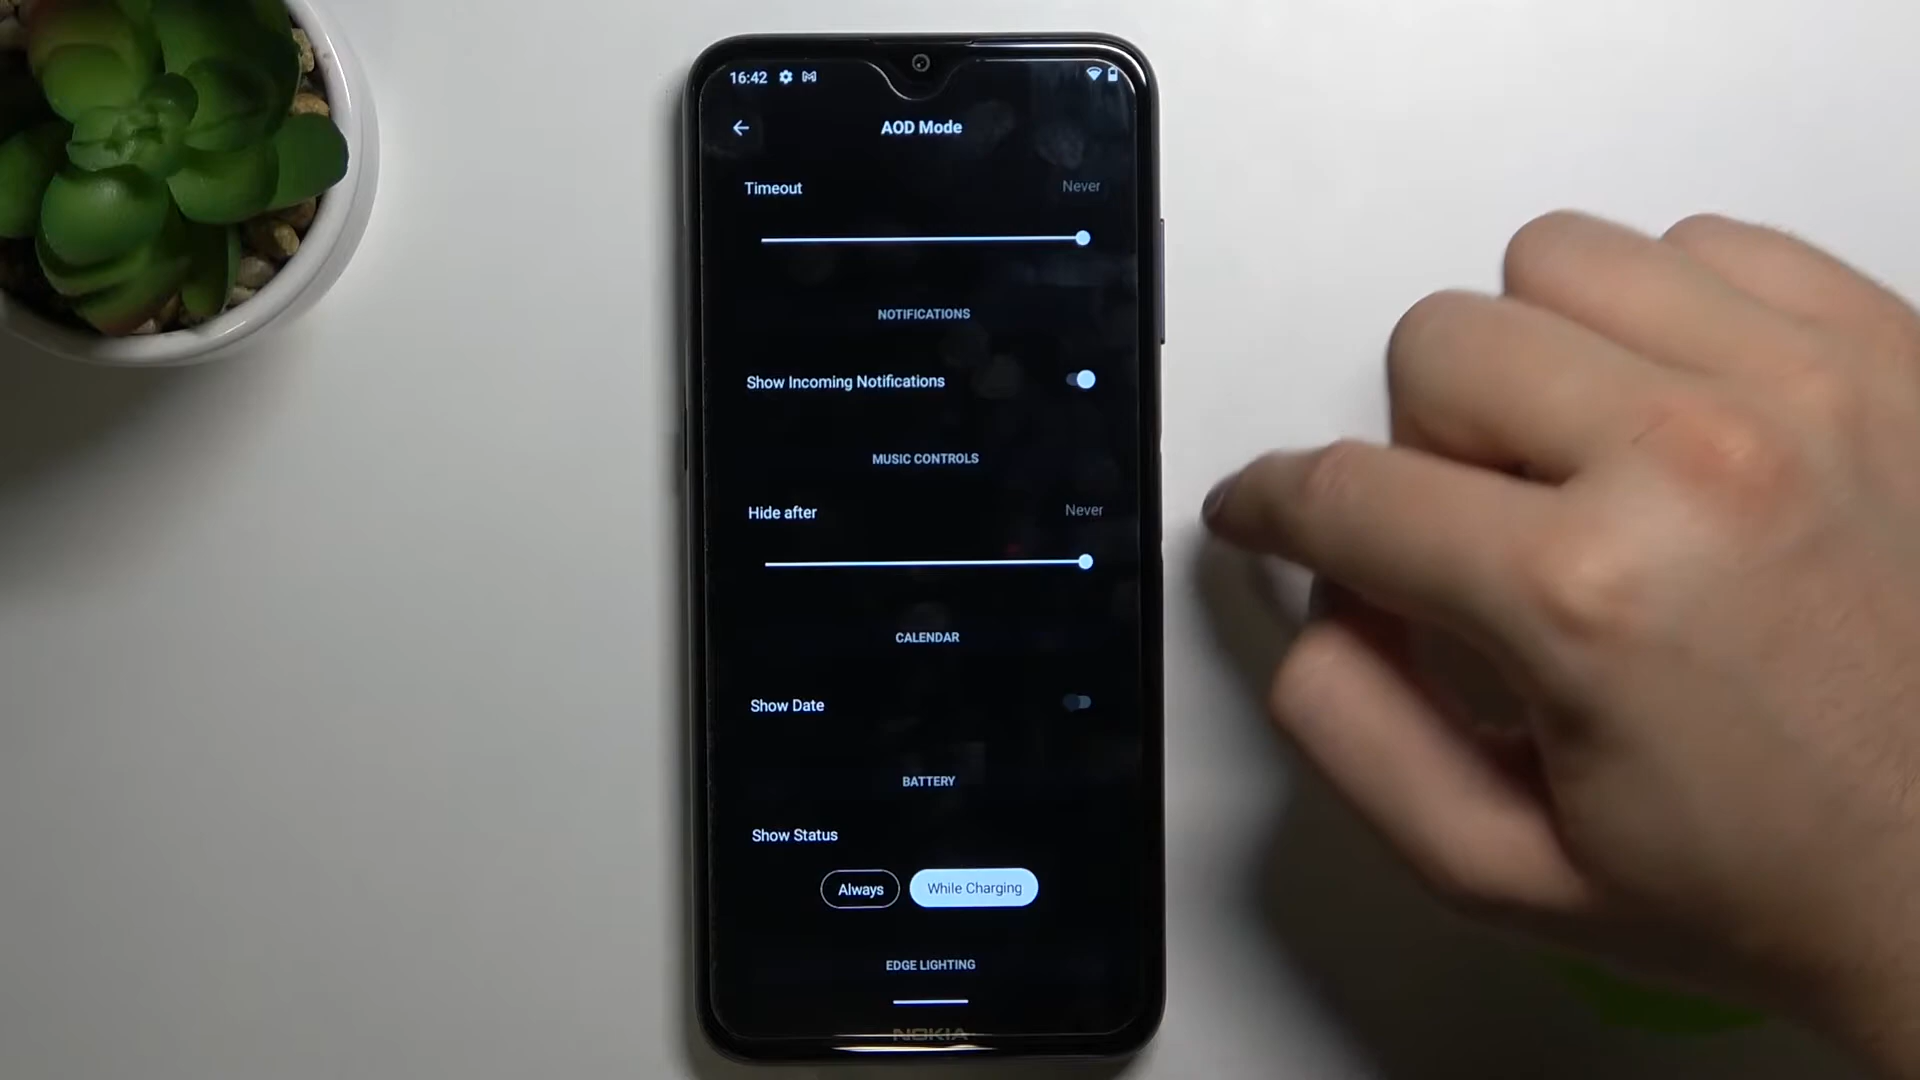 16:42
AOD Mode
Timeout Never
NOTIFICATIONS
Show Incoming Notifications
MUSIC CONTROLS
Hide after Never
CALENDAR
Show Date
BATTERY
Show Status
Always While Charging
EDGE LIGHTING
NOKIA